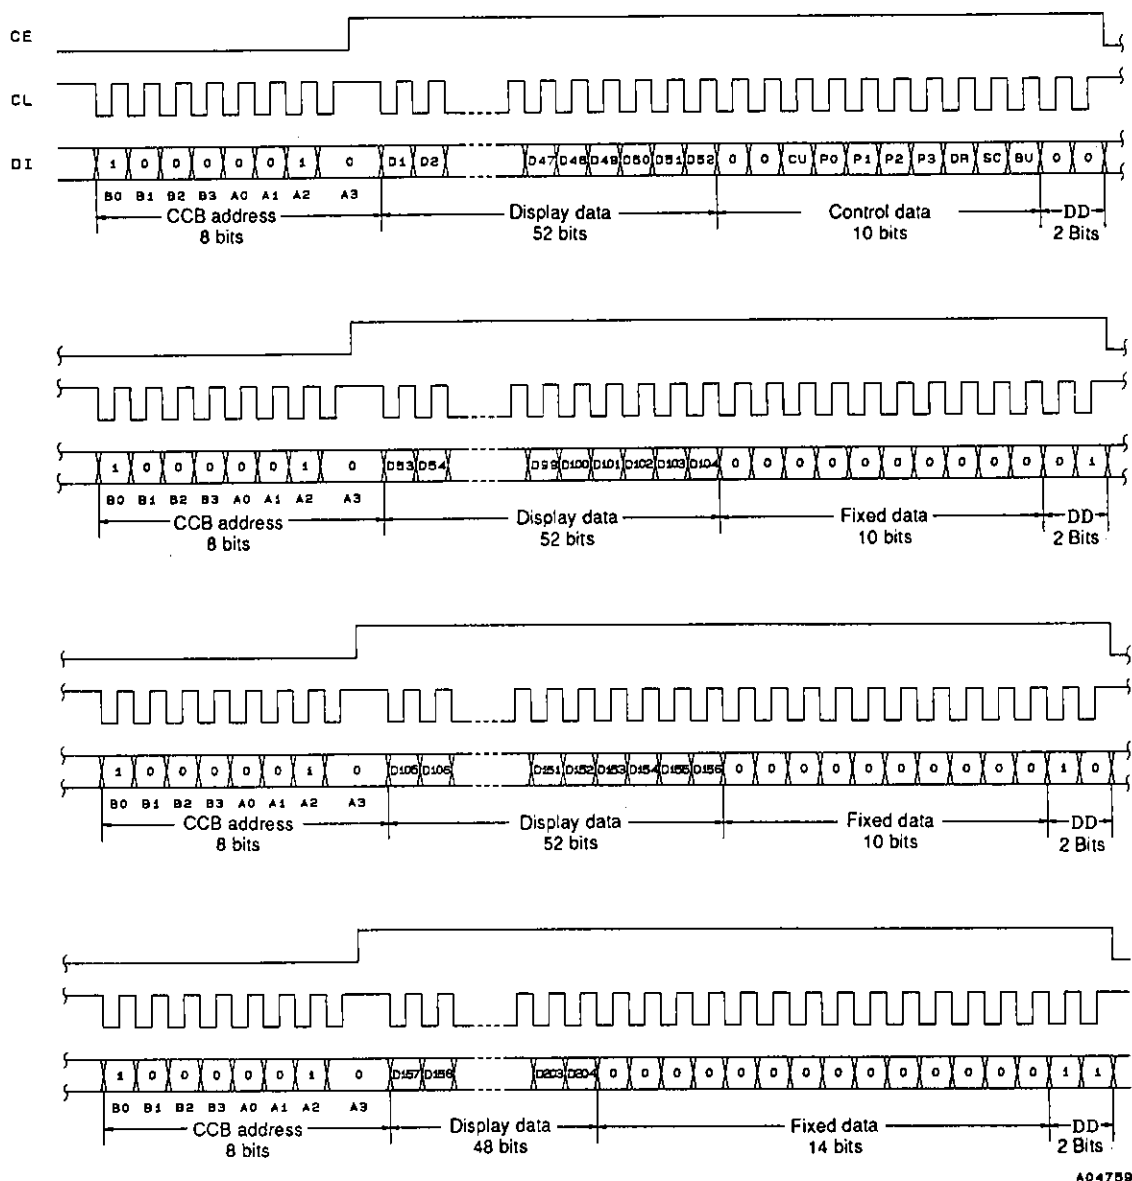 CE
CL
DI 1 0 0 0 0 0 1 0 D1 D2 D47 D48 D49 D50 D51 D52 0 0 CU P0 P1 P2 P3 DR SC BU 0 0
B0 B1 B2 B3 A0 A1 A2 A3
CCB address Display data Control data DD
8 bits 52 bits 10 bits 2 Bits
1 0 0 0 0 0 1 0 D53 D54 D99 D100 D101 D102 D103 D104 0 0 0 0 0 0 0 0 0 0 0 1
B0 B1 B2 B3 A0 A1 A2 A3
CCB address Display data Fixed data DD
8 bits 52 bits 10 bits 2 Bits
1 0 0 0 0 0 1 0 D105 D106 D151 D152 D153 D154 D155 D156 0 0 0 0 0 0 0 0 0 0 1 0
B0 B1 B2 B3 A0 A1 A2 A3
CCB address Display data Fixed data DD
8 bits 52 bits 10 bits 2 Bits
1 0 0 0 0 0 1 0 D157 D158 D203 D204 0 0 0 0 0 0 0 0 0 0 0 0 0 0 1 1
B0 B1 B2 B3 A0 A1 A2 A3
CCB address Display data Fixed data DD
8 bits 48 bits 14 bits 2 Bits
A04759